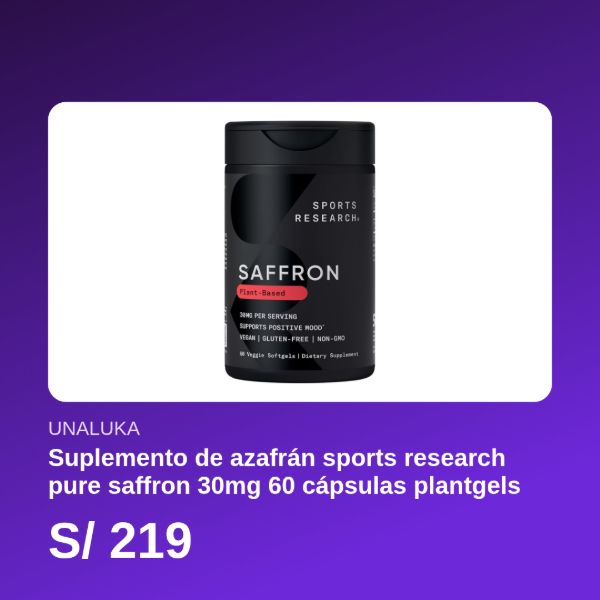 SPORTS
RESEARCH
SAFFRON
Plant-Based
30MG PER SERVING
SUPPORTS POSITIVE MOOD*
VEGAN | GLUTEN-FREE | NON-GMO
60 Veggie Softgels | Dietary Supplement
UNALUKA
Suplemento de azafrán sports research
pure saffron 30mg 60 cápsulas plantgels
S/ 219